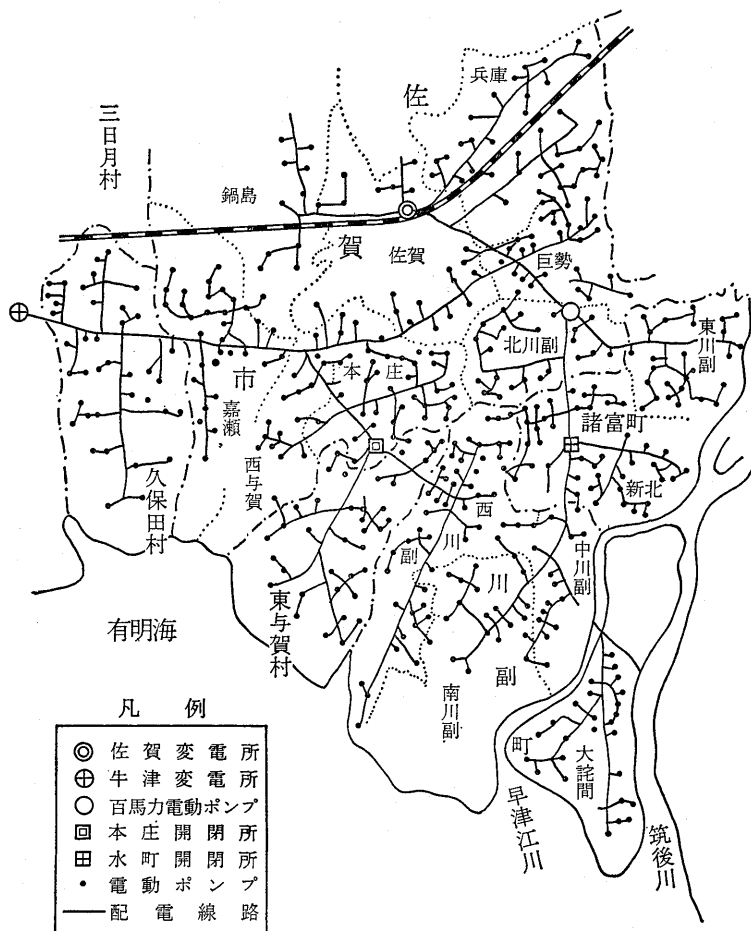 兵庫
佐
三日月村
鍋島
賀
佐賀
巨勢
北川副
東川副
市
本庄
嘉瀬
諸富町
西与賀
久保田村
新北
西
川
副
川
中川副
東与賀村
有明海
副
南川副
町
大詫間
早津江川
筑後川
凡例
佐賀変電所
牛津変電所
百馬力電動ポンプ
本庄開閉所
水町開閉所
電動ポンプ
配電線路